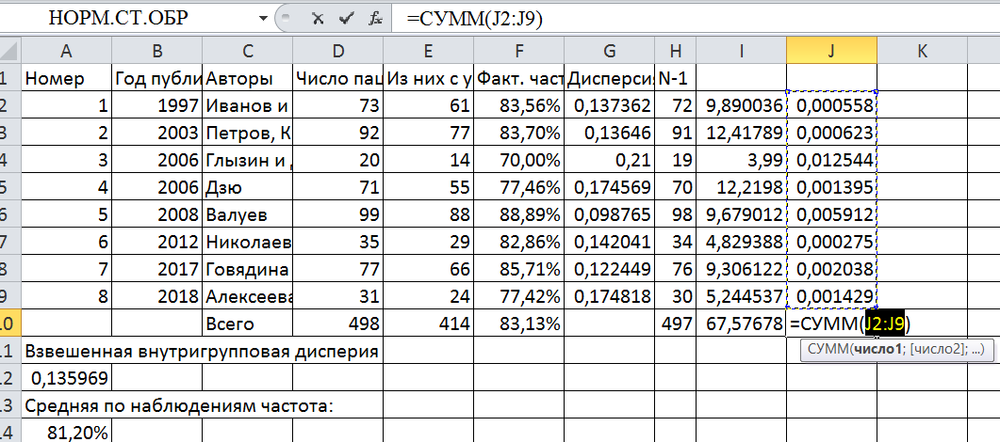 НОРМ.СТ.ОБР =СУММ(J2:J9)
A B C D E F G H I J K
1 Номер Год публи Авторы Число пац Из них с у Факт. част Дисперсия N-1
2 1 1997 Иванов и 73 61 83,56% 0,137362 72 9,890036 0,000558
3 2 2003 Петров, К 92 77 83,70% 0,13646 91 12,41789 0,000623
4 3 2006 Глызин и 20 14 70,00% 0,21 19 3,99 0,012544
5 4 2006 Дзю 71 55 77,46% 0,174569 70 12,2198 0,001395
6 5 2008 Валуев 99 88 88,89% 0,098765 98 9,679012 0,005912
7 6 2012 Николаев 35 29 82,86% 0,142041 34 4,829388 0,000275
8 7 2017 Говядина 77 66 85,71% 0,122449 76 9,306122 0,002038
9 8 2018 Алексеева 31 24 77,42% 0,174818 30 5,244537 0,001429
10 Всего 498 414 83,13% 497 67,57678 =СУММ(J2:J9)
11 Взвешенная внутригрупповая дисперия
СУММ(число1; [число2]; ...)
12 0,135969
13 Средняя по наблюдениям частота:
14 81,20%